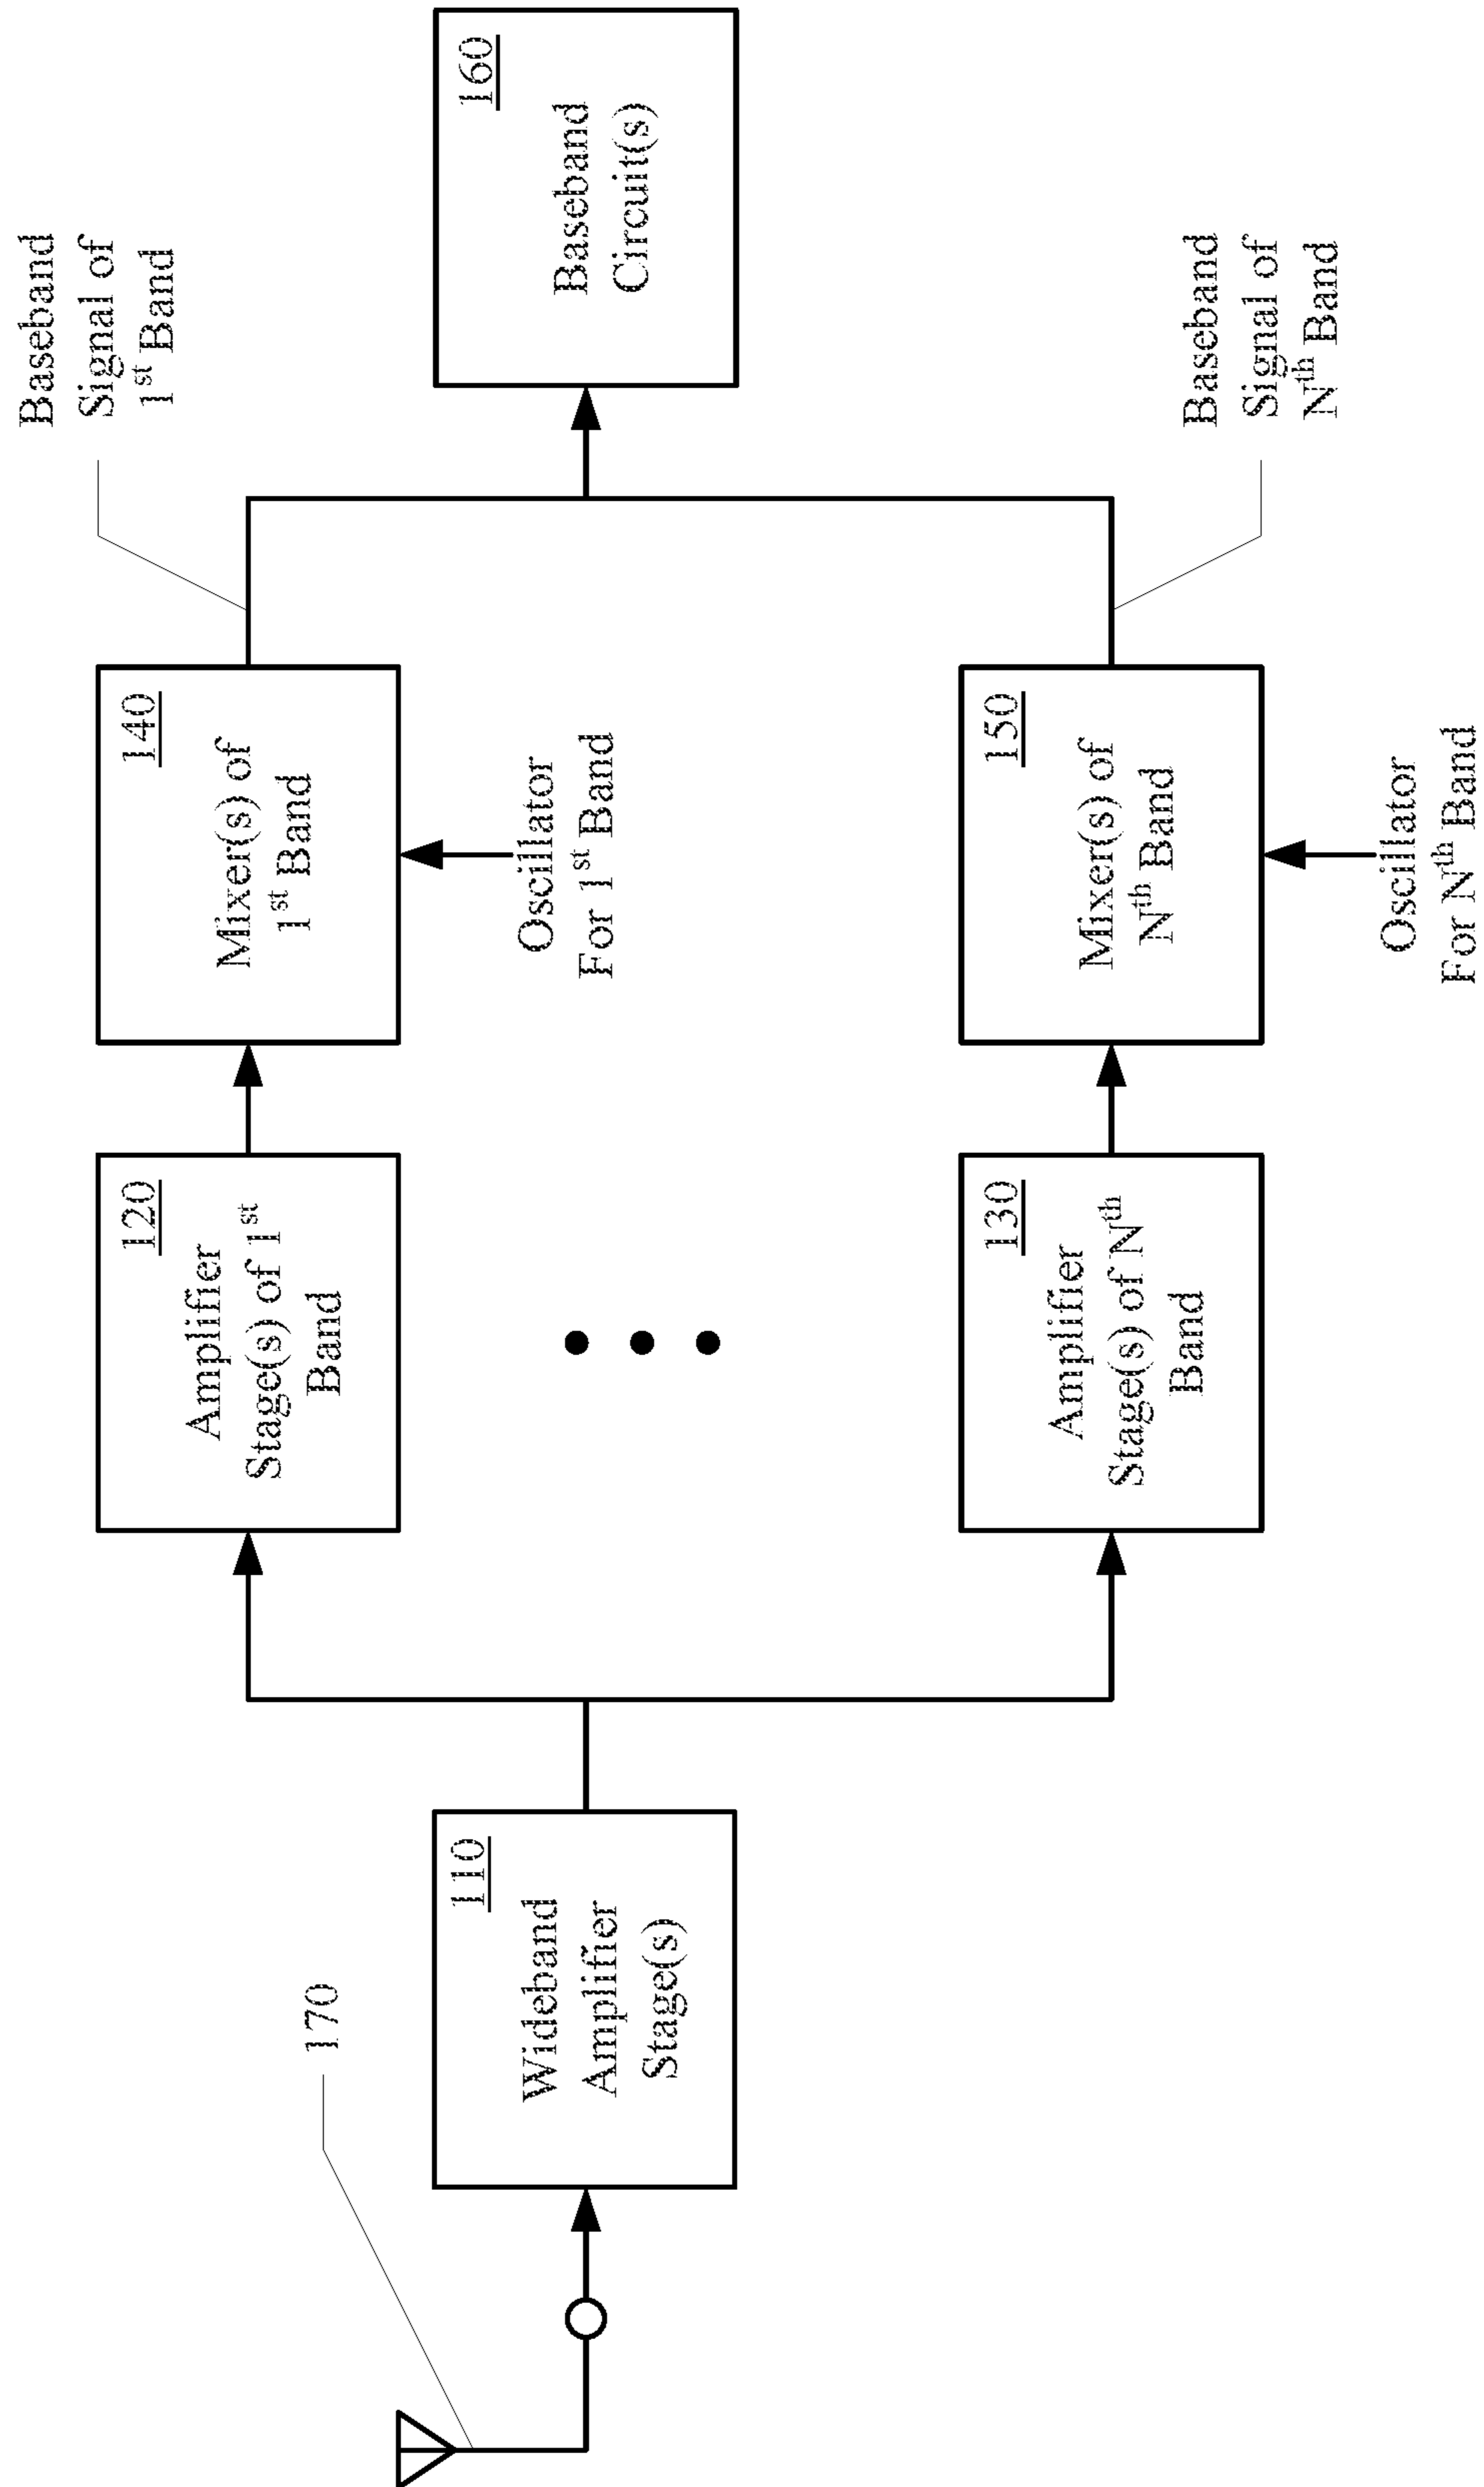 170
110
Wideband
Amplifier
Stage(s)
120
Amplifier
Stage(s) of 1st
Band
130
Amplifier
Stage(s) of Nth
Band
140
Mixer(s) of
1st Band
Oscillator
For 1st Band
150
Mixer(s) of
Nth Band
Oscillator
For Nth Band
Baseband
Signal of
1st Band
Baseband
Signal of
Nth Band
160
Baseband
Circuit(s)